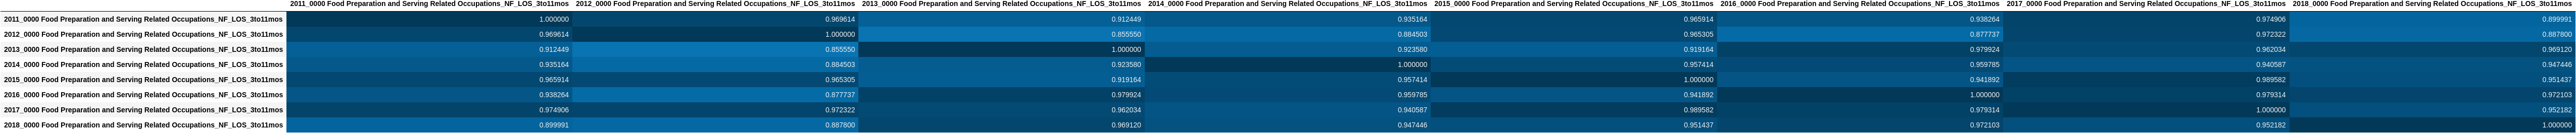 2011_0000 Food Preparation and Serving Related Occupations_NF_LOS_3to11mos 2012_0000 Food Preparation and Serving Related Occupations_NF_LOS_3to11mos 2013_0000 Food Preparation and Serving Related Occupations_NF_LOS_3to11mos 2014_0000 Food Preparation and Serving Related Occupations_NF_LOS_3to11mos 2015_0000 Food Preparation and Serving Related Occupations_NF_LOS_3to11mos 2016_0000 Food Preparation and Serving Related Occupations_NF_LOS_3to11mos 2017_0000 Food Preparation and Serving Related Occupations_NF_LOS_3to11mos 2018_0000 Food Preparation and Serving Related Occupations_NF_LOS_3to11mos
2011_0000 Food Preparation and Serving Related Occupations_NF_LOS_3to11mos 1.000000 0.969614 0.912449 0.935164 0.965914 0.938264 0.974906 0.899991
2012_0000 Food Preparation and Serving Related Occupations_NF_LOS_3to11mos 0.969614 1.000000 0.855550 0.884503 0.965305 0.877737 0.972322 0.887800
2013_0000 Food Preparation and Serving Related Occupations_NF_LOS_3to11mos 0.912449 0.855550 1.000000 0.923580 0.919164 0.979924 0.962034 0.969120
2014_0000 Food Preparation and Serving Related Occupations_NF_LOS_3to11mos 0.935164 0.884503 0.923580 1.000000 0.957414 0.959785 0.940587 0.947446
2015_0000 Food Preparation and Serving Related Occupations_NF_LOS_3to11mos 0.965914 0.965305 0.919164 0.957414 1.000000 0.941892 0.989582 0.951437
2016_0000 Food Preparation and Serving Related Occupations_NF_LOS_3to11mos 0.938264 0.877737 0.979924 0.959785 0.941892 1.000000 0.979314 0.972103
2017_0000 Food Preparation and Serving Related Occupations_NF_LOS_3to11mos 0.974906 0.972322 0.962034 0.940587 0.989582 0.979314 1.000000 0.952182
2018_0000 Food Preparation and Serving Related Occupations_NF_LOS_3to11mos 0.899991 0.887800 0.969120 0.947446 0.951437 0.972103 0.952182 1.000000